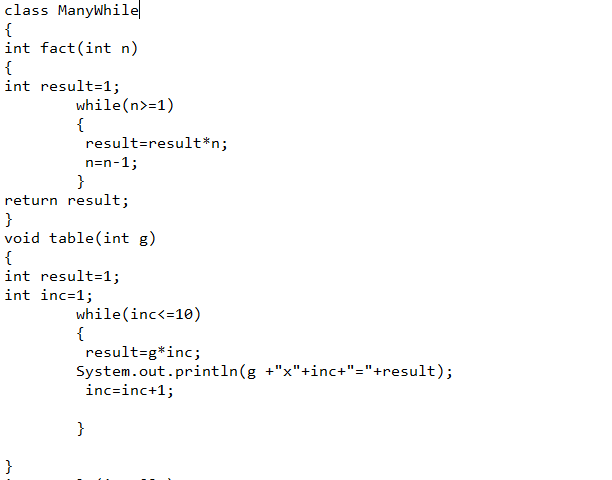 class ManyWhile
{
int fact(int n)
{
int result=1;
while(n>=1)
{
result=result*n;
n=n-1;
}
return result;
}
void table(int g)
{
int result=1;
int inc=1;
while(inc<=10)
{
result=g*inc;
System.out.println(g +"x"+inc+"="+result);
inc=inc+1;
}
}